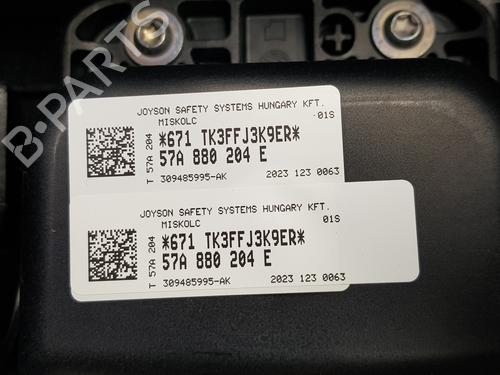 B-PARTS
JOYSON SAFETY SYSTEMS HUNGARY KFT.
MISKOLC 01S
*671 TK3FFJ3K9ER*
57A 880 204 E
T 57A 204
309485995-AK 2023 123 0063
JOYSON SAFETY SYSTEMS HUNGARY KFT.
MISKOLC 01S
*671 TK3FFJ3K9ER*
57A 880 204 E
T 57A 204
309485995-AK 2023 123 0063